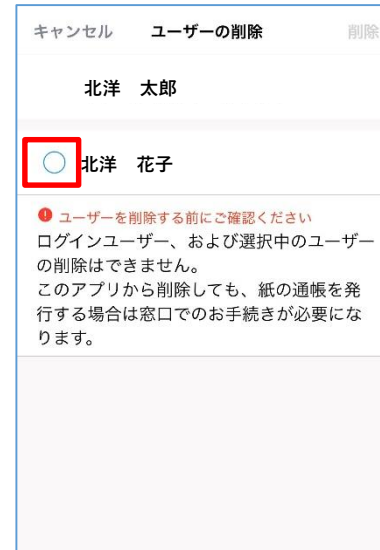 キャンセル ユーザーの削除 削除
北洋 太郎
北洋 花子
ユーザーを削除する前にご確認ください
ログインユーザー、および選択中のユーザー
の削除はできません。
このアプリから削除しても、紙の通帳を発
行する場合は窓口でのお手続きが必要にな
ります。